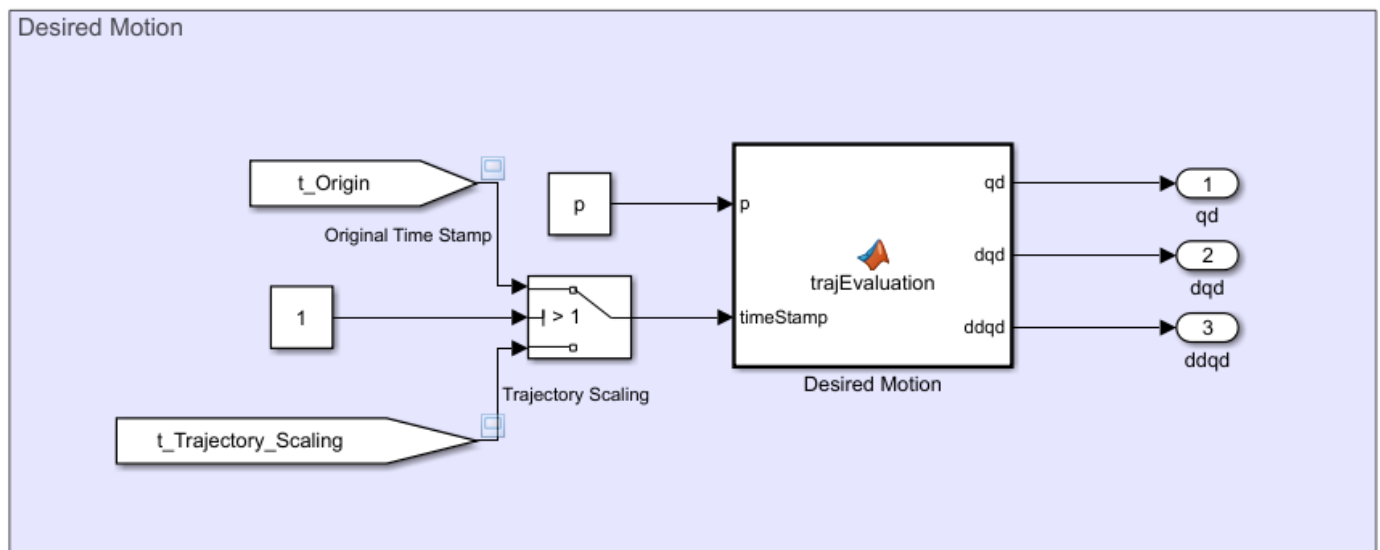 Desired Motion
t_Origin
Original Time Stamp
p
1
> 1
Trajectory Scaling
t_Trajectory_Scaling
p
timeStamp
trajEvaluation
qd
dqd
ddqd
Desired Motion
1
qd
2
dqd
3
ddqd